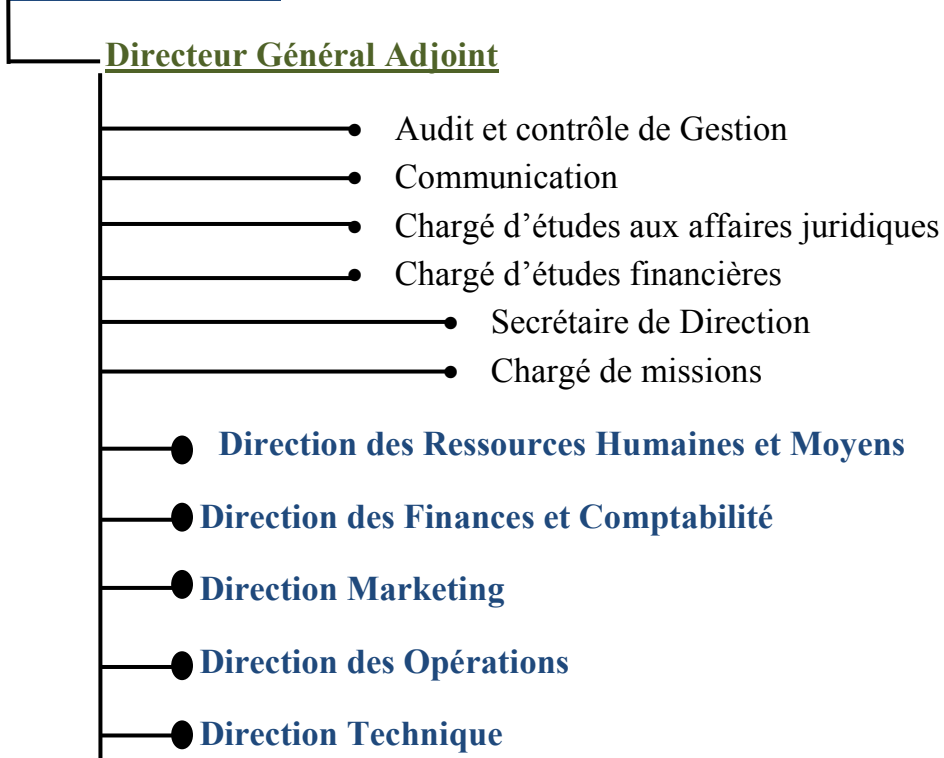 Directeur Général Adjoint
Audit et contrôle de Gestion
Communication
Chargé d’études aux affaires juridiques
Chargé d’études financières
Secrétaire de Direction
Chargé de missions
Direction des Ressources Humaines et Moyens
Direction des Finances et Comptabilité
Direction Marketing
Direction des Opérations
Direction Technique